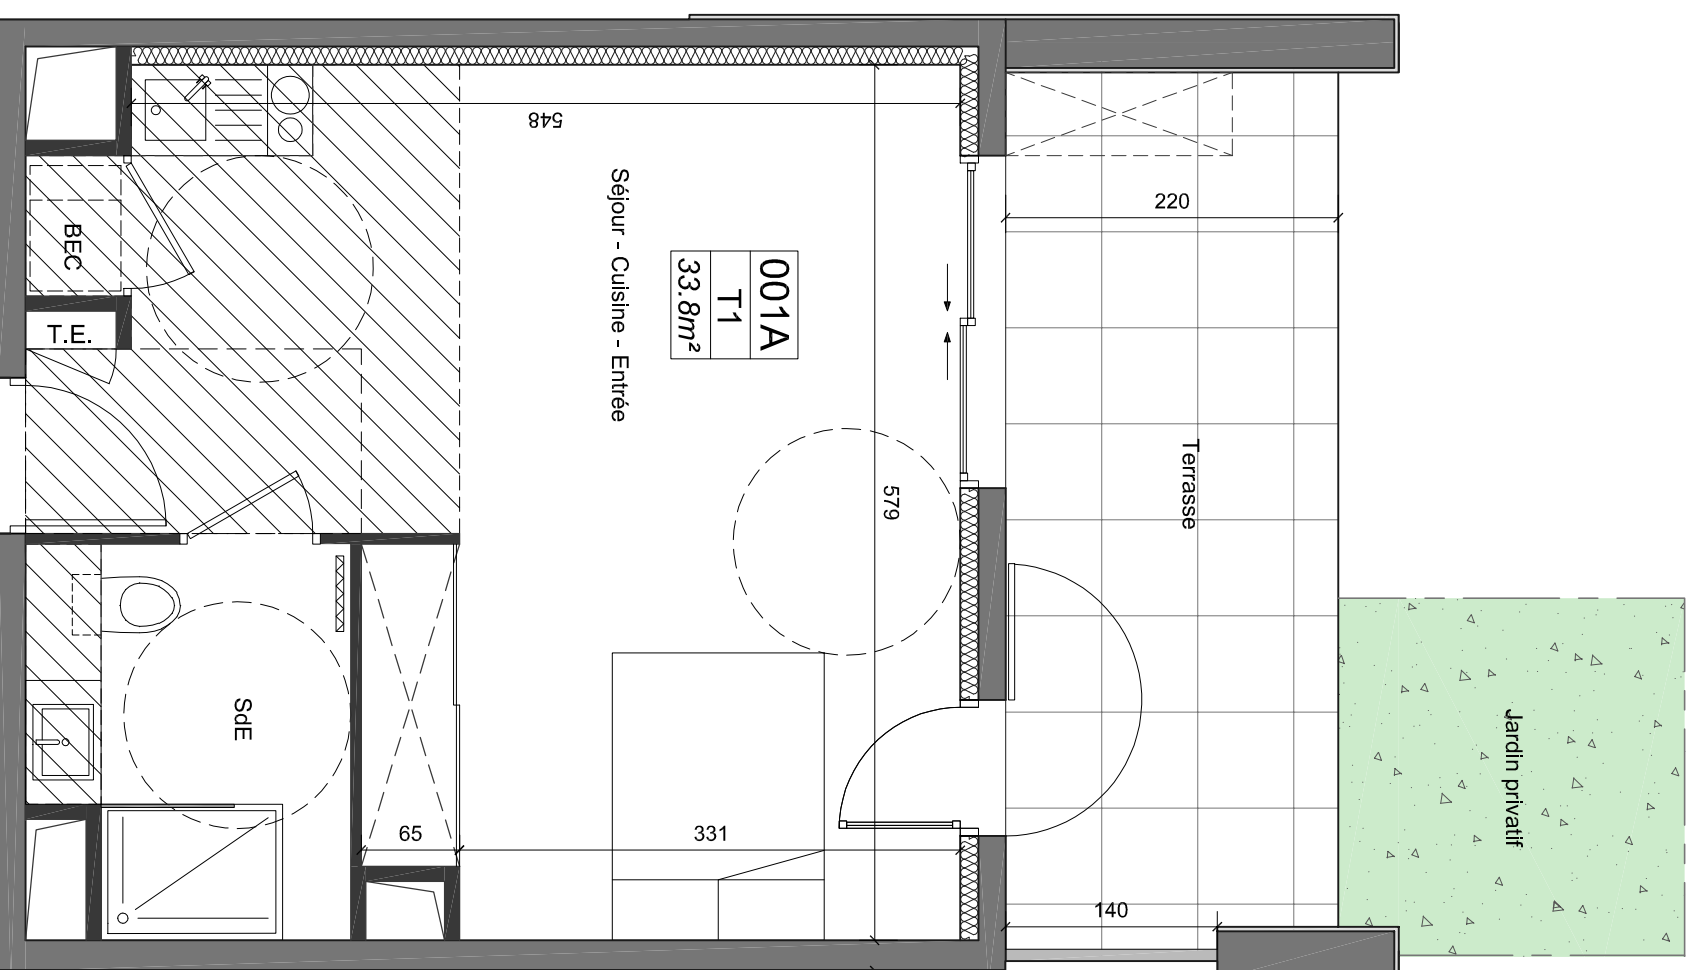 548
220
Séjour - Cuisine - Entrée
001A
T1
33.8m²
BEC
T.E.
579
Terrasse
SdE
Jardin privatif
65
331
140